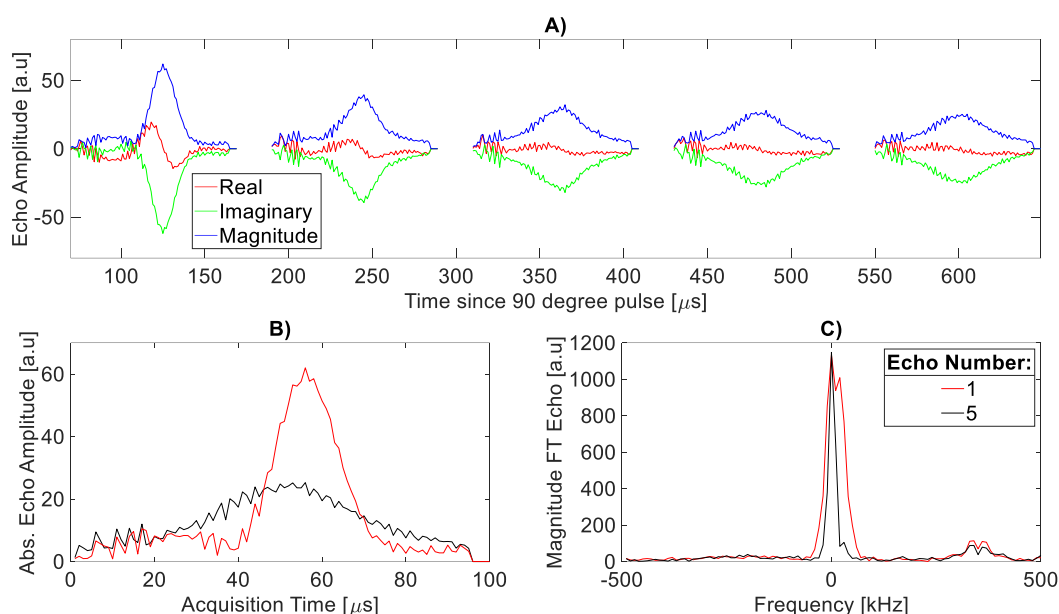 A)
Echo Amplitude [a.u]
50
0
-50
Real
Imaginary
Magnitude
100 150 200 250 300 350 400 450 500 550 600
Time since 90 degree pulse [μs]
B)
Abs. Echo Amplitude [a.u]
60
40
20
0
0 20 40 60 80 100
Acquisition Time [μs]
C)
Magnitude FT Echo [a.u]
1200
1000
800
600
400
200
0
Echo Number:
1
5
-500 0 500
Frequency [kHz]